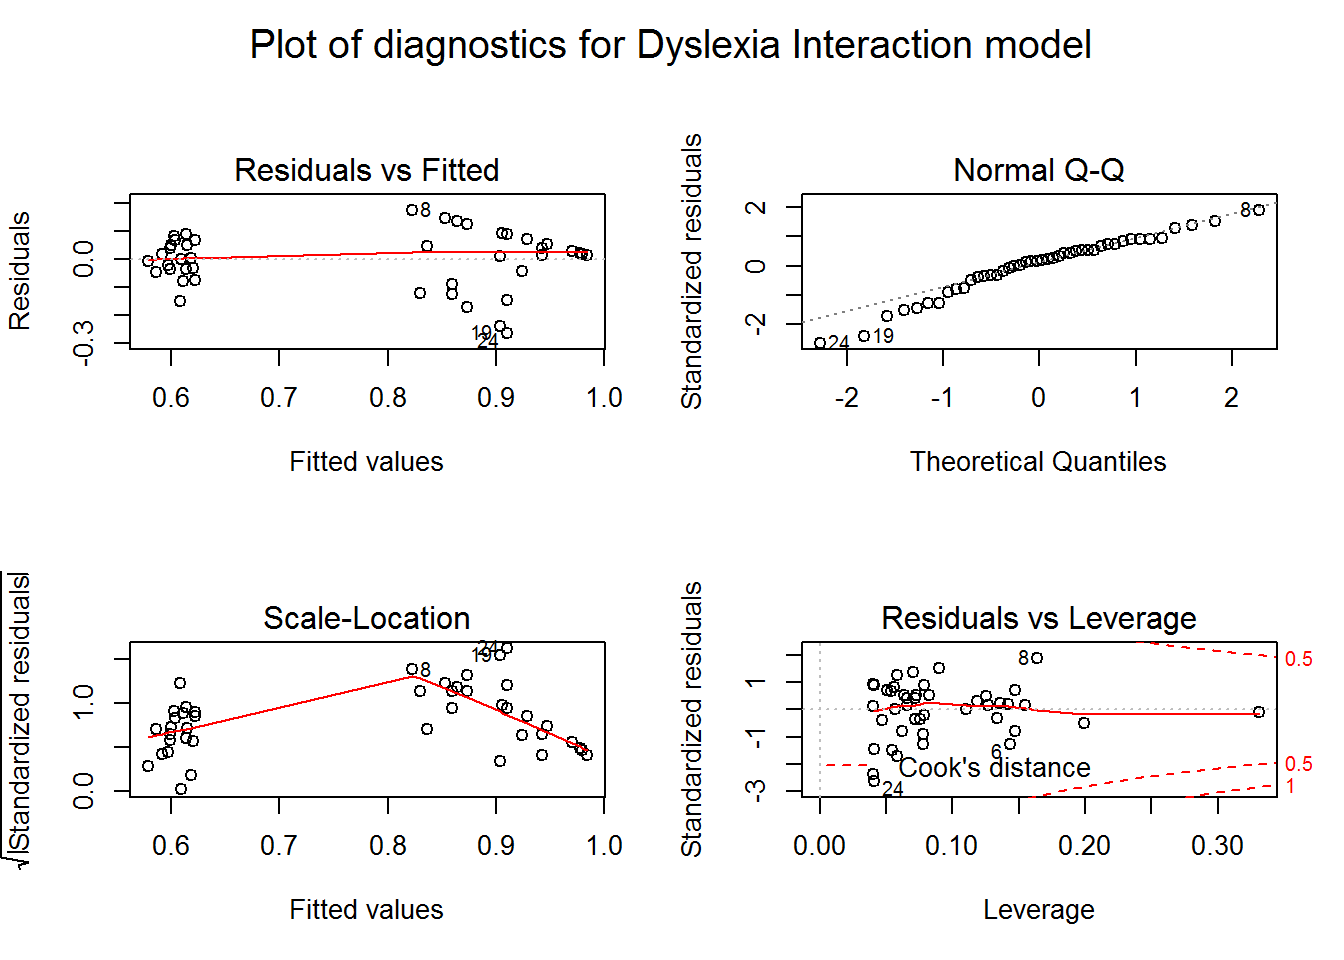 Plot of diagnostics for Dyslexia Interaction model
Residuals vs Fitted
Residuals
0.0
-0.3
8
19
24
0.6 0.7 0.8 0.9 1.0
Fitted values
Normal Q-Q
Standardized residuals
2
0
-2
8
24
19
-2 -1 0 1 2
Theoretical Quantiles
Scale-Location
√|Standardized residuals|
1.0
0.0
24
19
8
0.6 0.7 0.8 0.9 1.0
Fitted values
Residuals vs Leverage
Standardized residuals
1
-1
-3
8
6
24
Cook's distance
0.5
0.5
1
0.00 0.10 0.20 0.30
Leverage